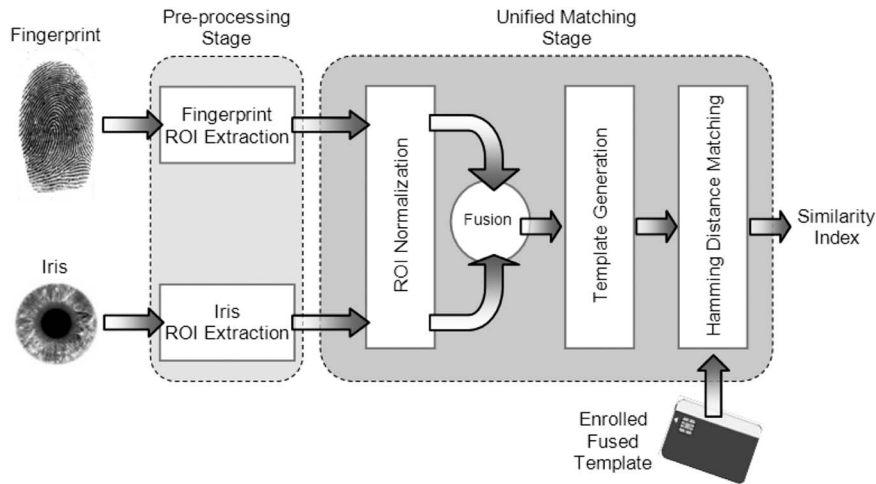 Fingerprint
Pre-processing
Stage
Unified Matching
Stage
Fingerprint
ROI Extraction
Iris
Iris
ROI Extraction
ROI Normalization
Fusion
Template Generation
Hamming Distance Matching
Similarity
Index
Enrolled
Fused
Template